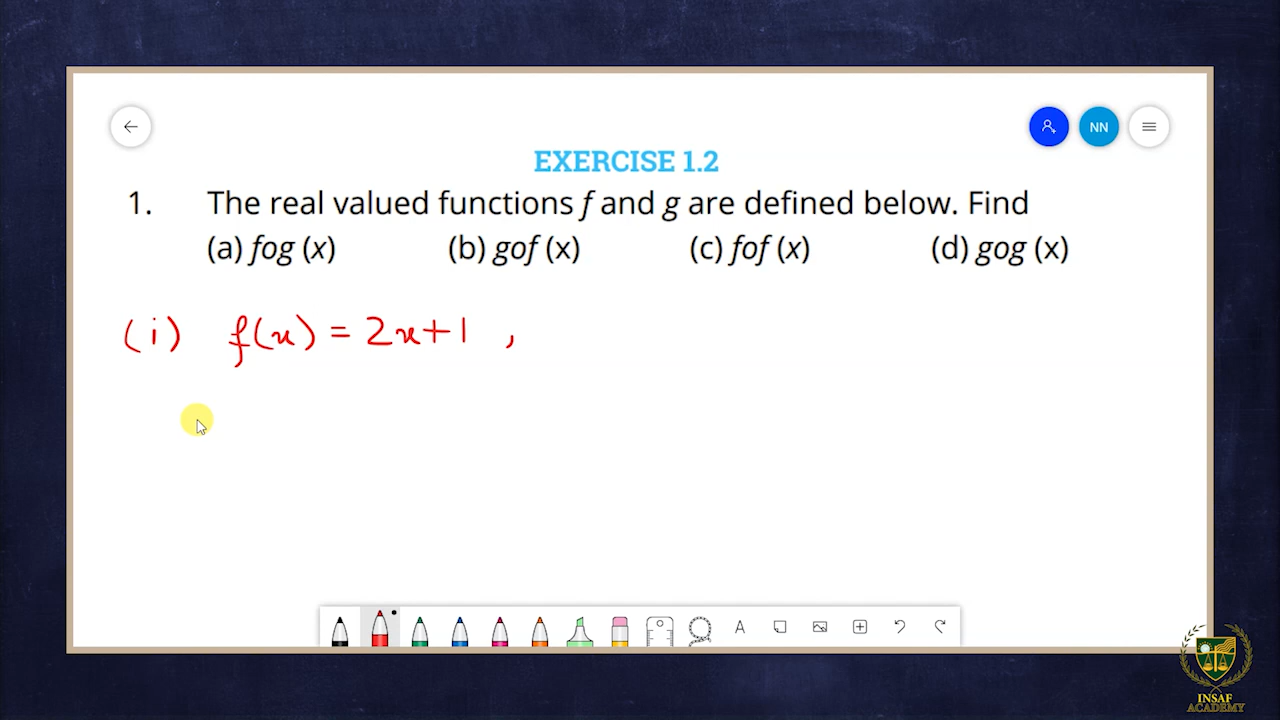 NN
EXERCISE 1.2
1. The real valued functions f and g are defined below. Find
(a) fog (x) (b) gof (x) (c) fof (x) (d) gog (x)
(i) f(x) = 2x+1 ,
A
INSAF
ACADEMY